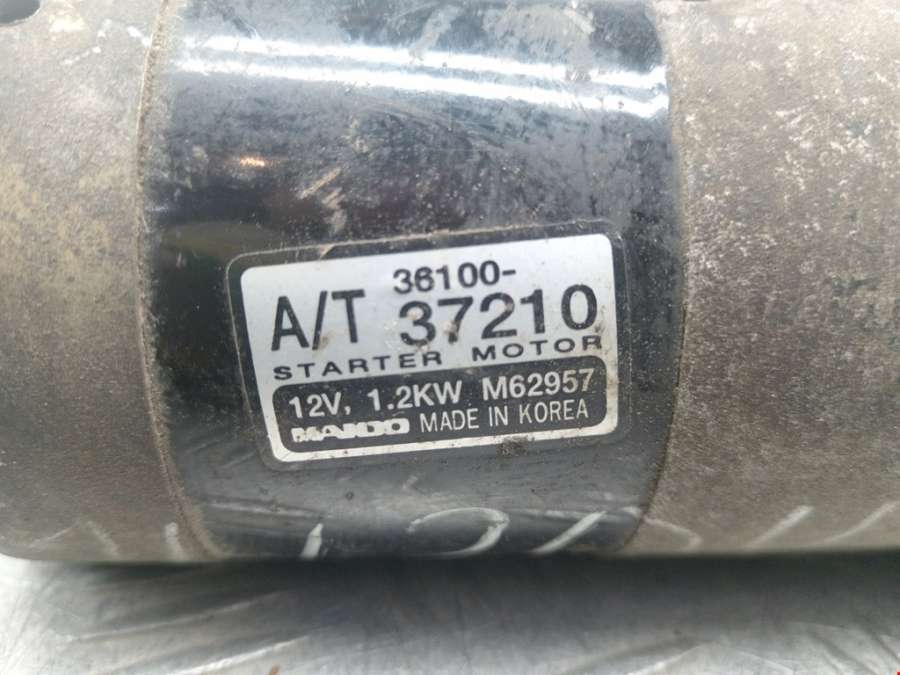 36100-
A/T 37210
STARTER MOTOR
12V, 1.2KW M62957
MANDO MADE IN KOREA